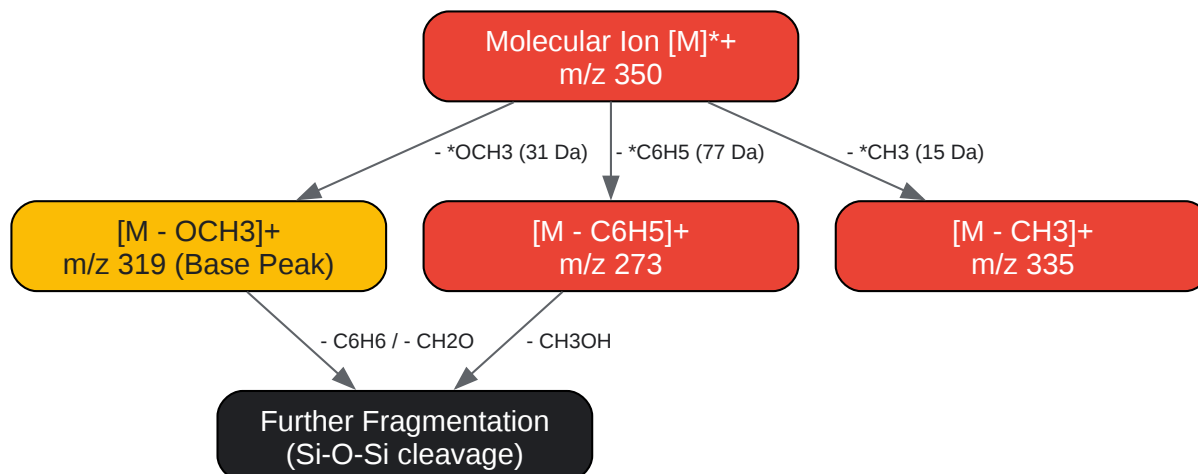 Molecular Ion [M]*+
m/z 350
- *OCH3 (31 Da)
- *C6H5 (77 Da)
- *CH3 (15 Da)
[M - OCH3]+
m/z 319 (Base Peak)
[M - C6H5]+
m/z 273
[M - CH3]+
m/z 335
- C6H6 / - CH2O
- CH3OH
Further Fragmentation
(Si-O-Si cleavage)